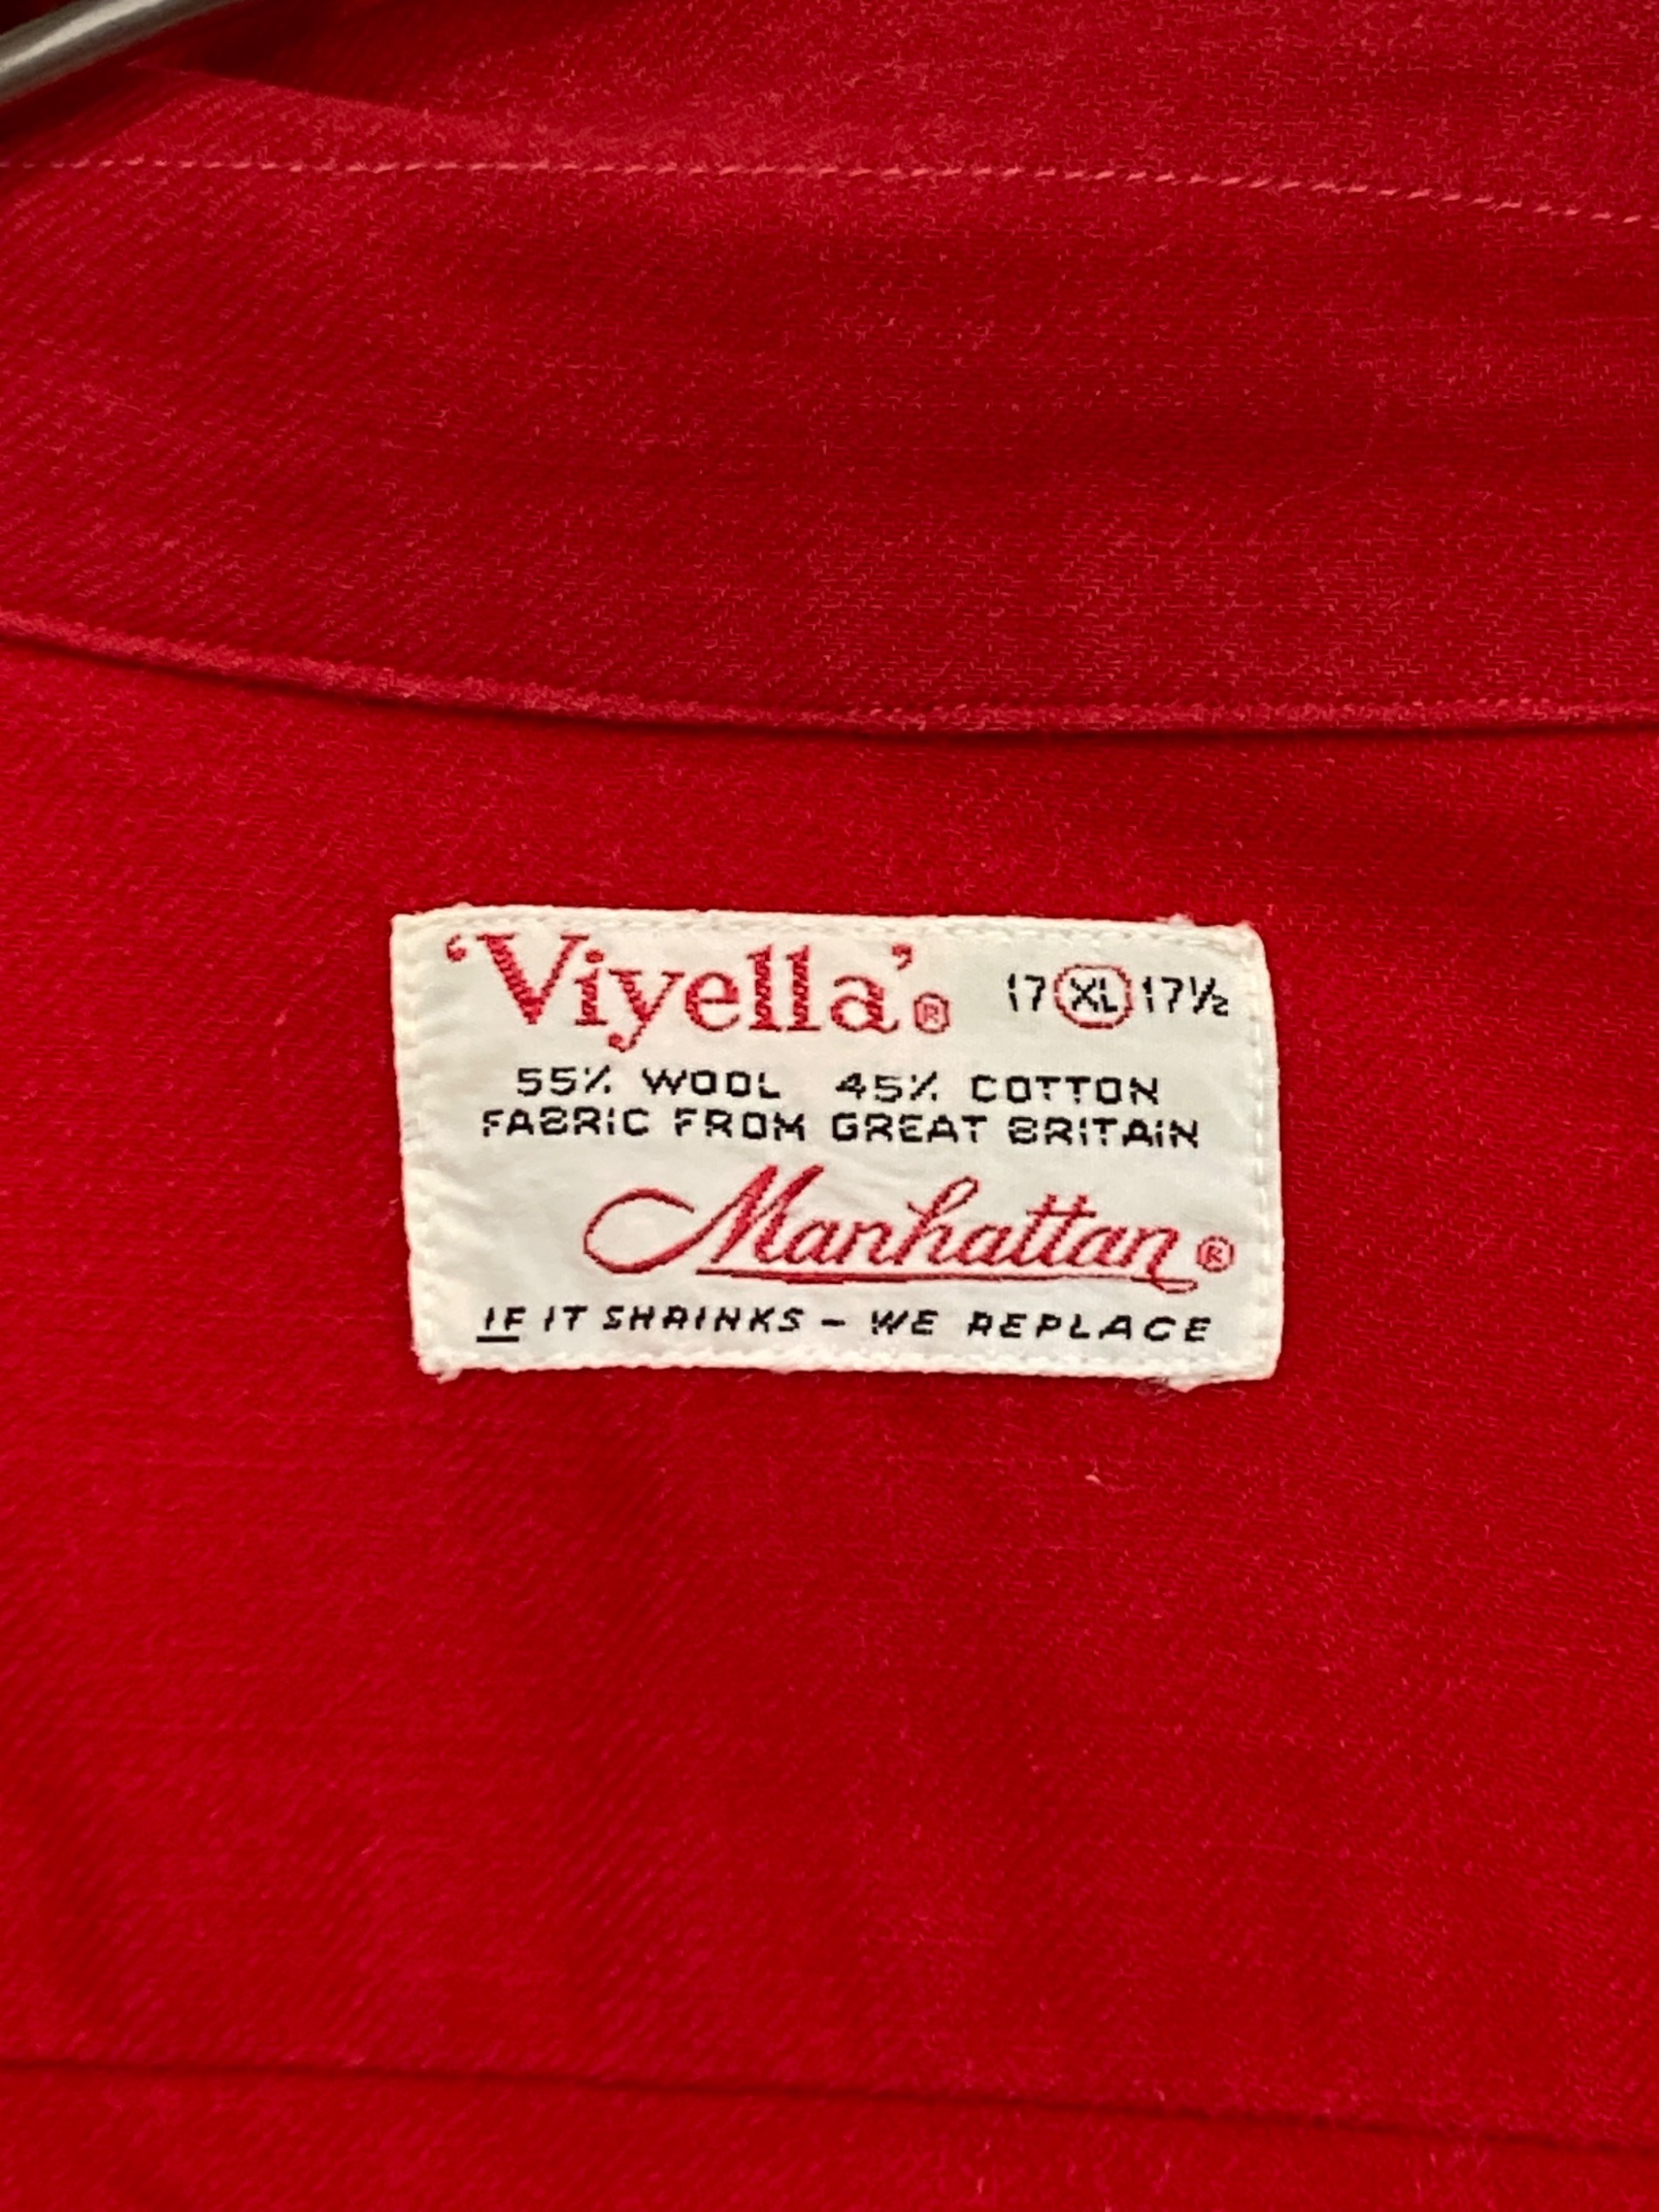 ‘Viyella’® 17 XL 17½
55% WOOL 45% COTTON
FABRIC FROM GREAT BRITAIN
Manhattan®
IF IT SHRINKS – WE REPLACE